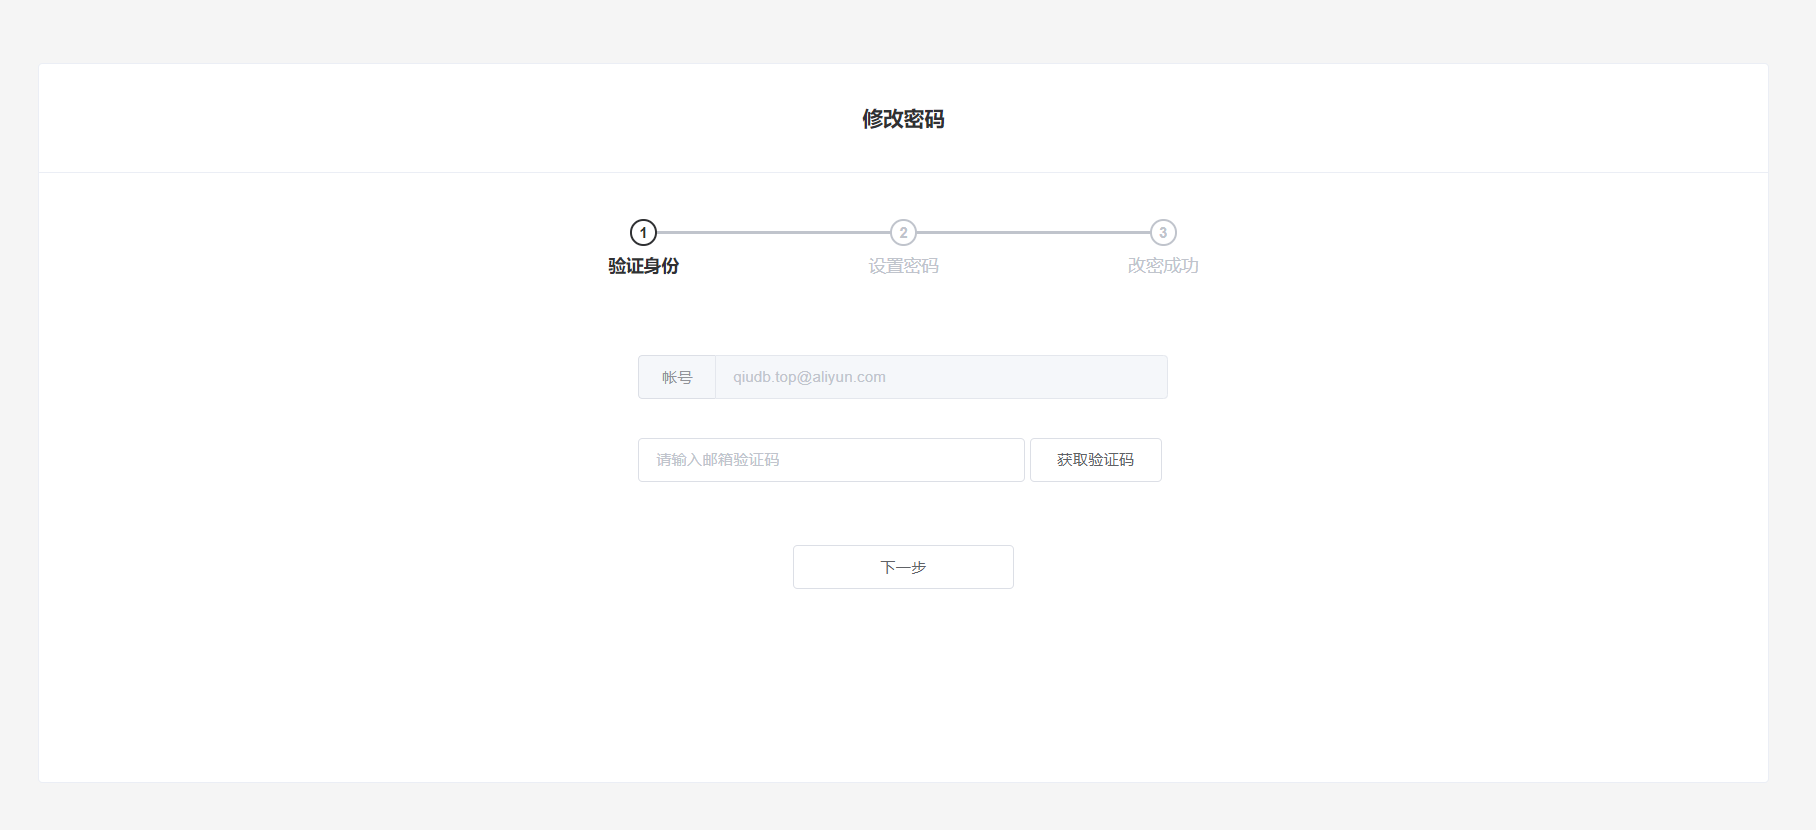 修改密码
1 2 3
验证身份 设置密码 改密成功
帐号 qiudb.top@aliyun.com
请输入邮箱验证码 获取验证码
下一步